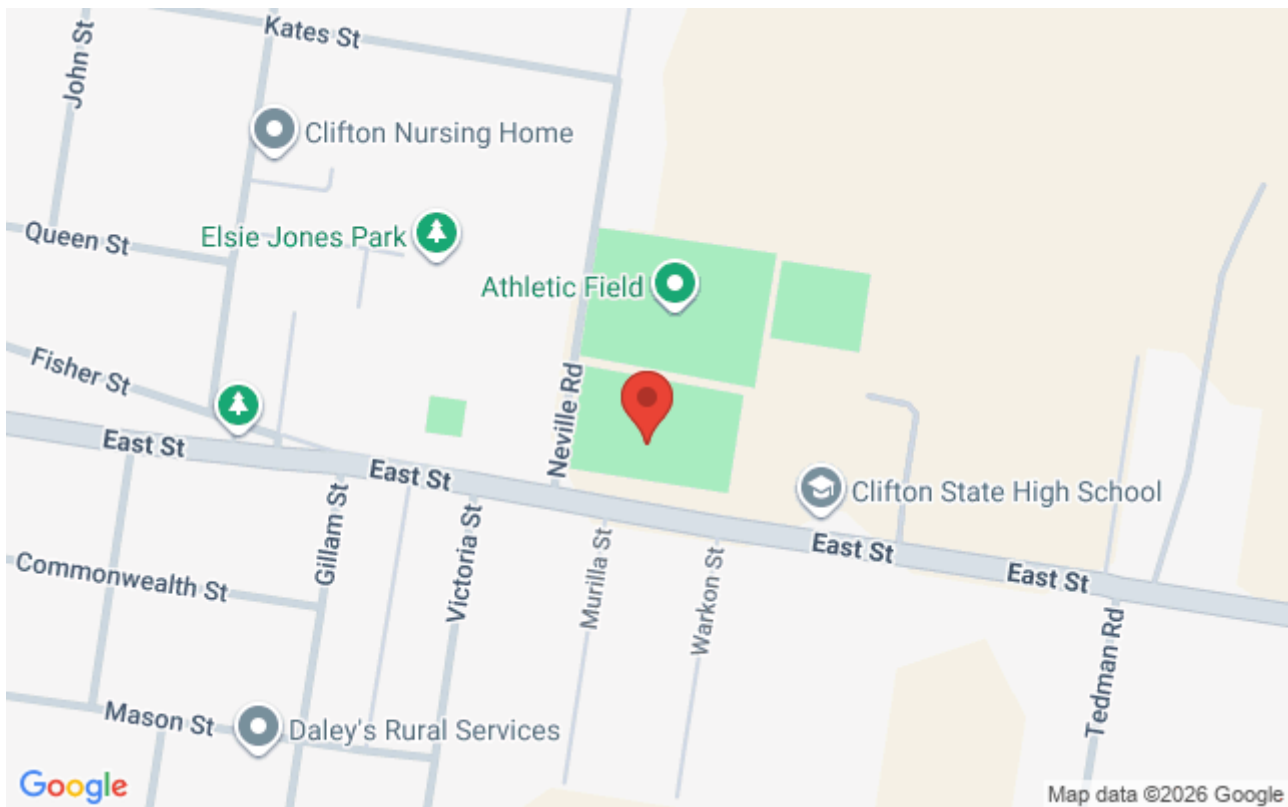 Kates St
John St
Clifton Nursing Home
Queen St
Elsie Jones Park
Athletic Field
Fisher St
Neville Rd
East St
East St
Clifton State High School
East St
East St
Gillam St
Victoria St
Murilla St
Warkon St
Commonwealth St
Tedman Rd
Mason St
Daley's Rural Services
Google
Map data ©2026 Google